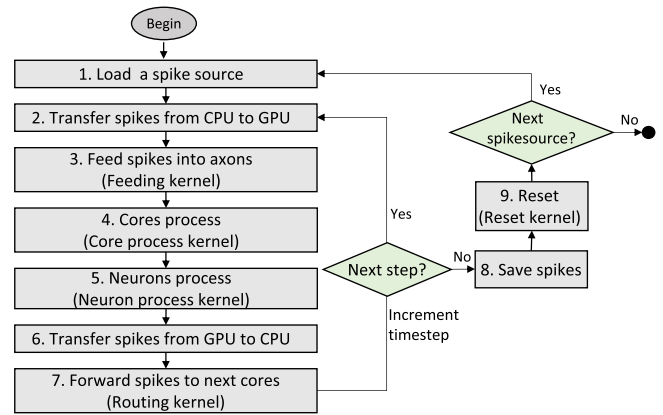 Begin
1. Load a spike source
2. Transfer spikes from CPU to GPU
3. Feed spikes into axons
(Feeding kernel)
4. Cores process
(Core process kernel)
5. Neurons process
(Neuron process kernel)
6. Transfer spikes from GPU to CPU
7. Forward spikes to next cores
(Routing kernel)
Increment
timestep
Next step?
Yes
No
8. Save spikes
9. Reset
(Reset kernel)
Next
spikesource?
Yes
No